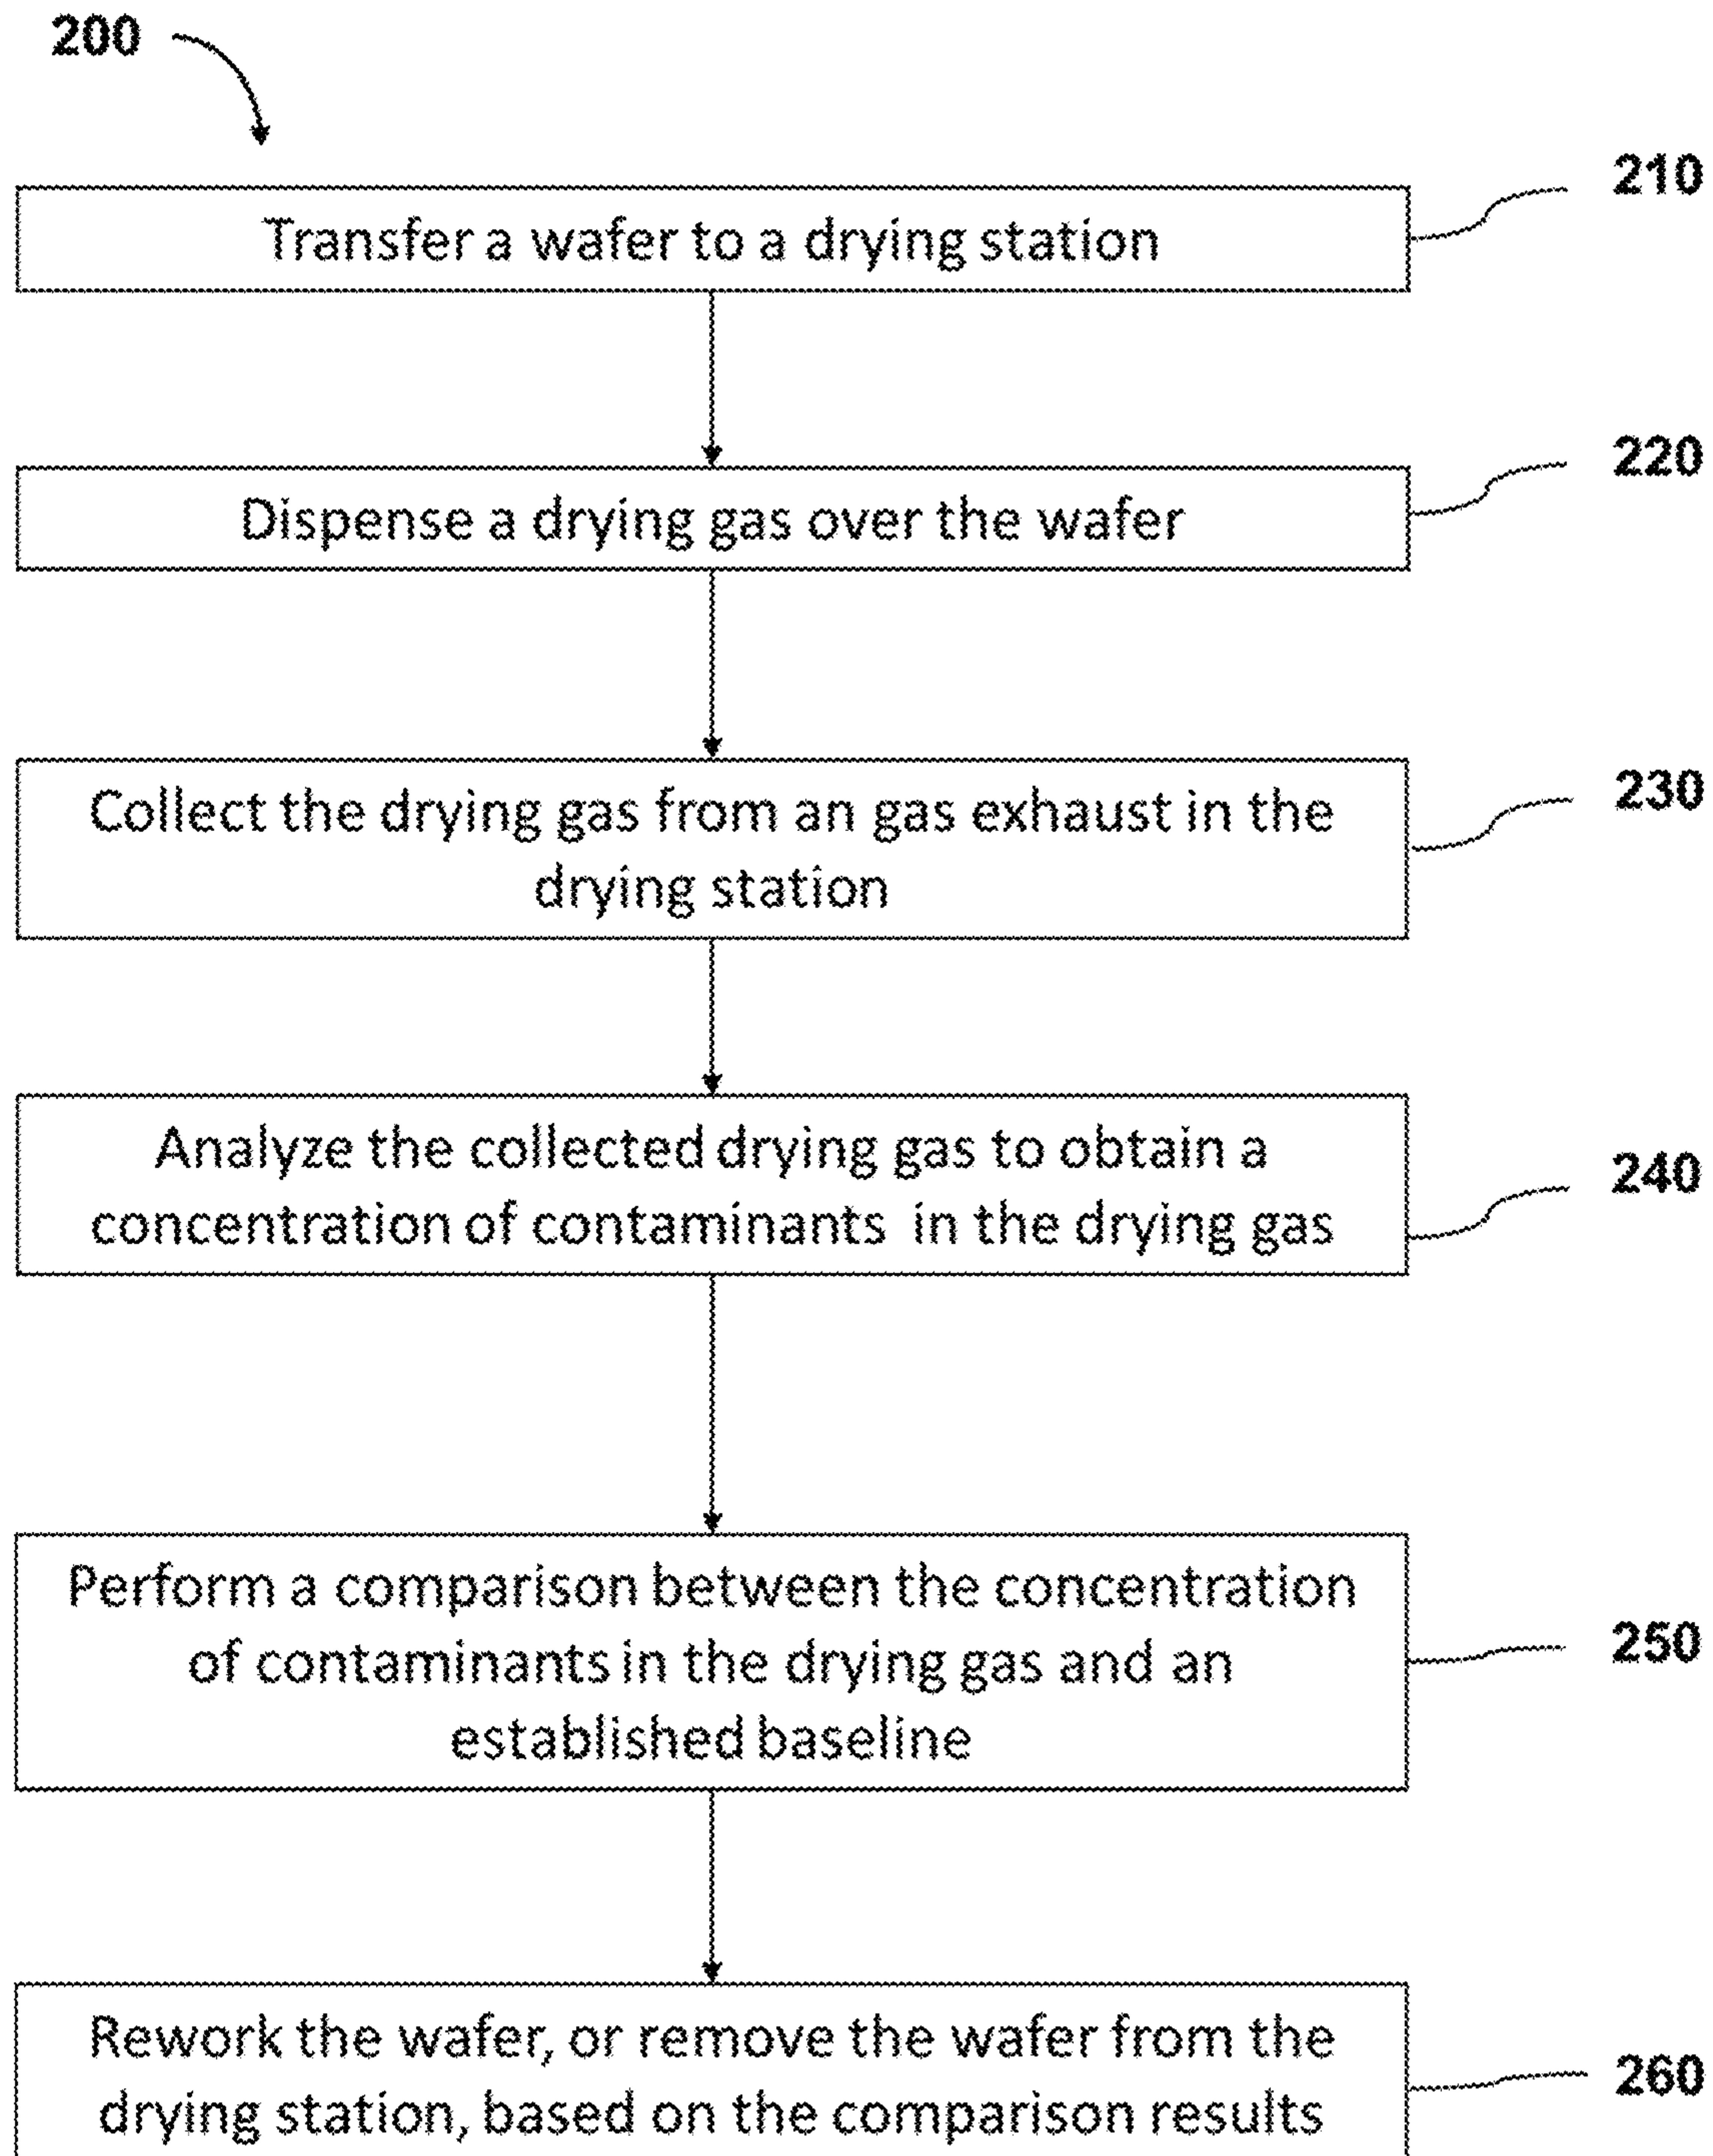 200
210
Transfer a wafer to a drying station
220
Dispense a drying gas over the wafer
230
Collect the drying gas from an gas exhaust in the
drying station
240
Analyze the collected drying gas to obtain a
concentration of contaminants in the drying gas
250
Perform a comparison between the concentration
of contaminants in the drying gas and an
established baseline
260
Rework the wafer, or remove the wafer from the
drying station, based on the comparison results